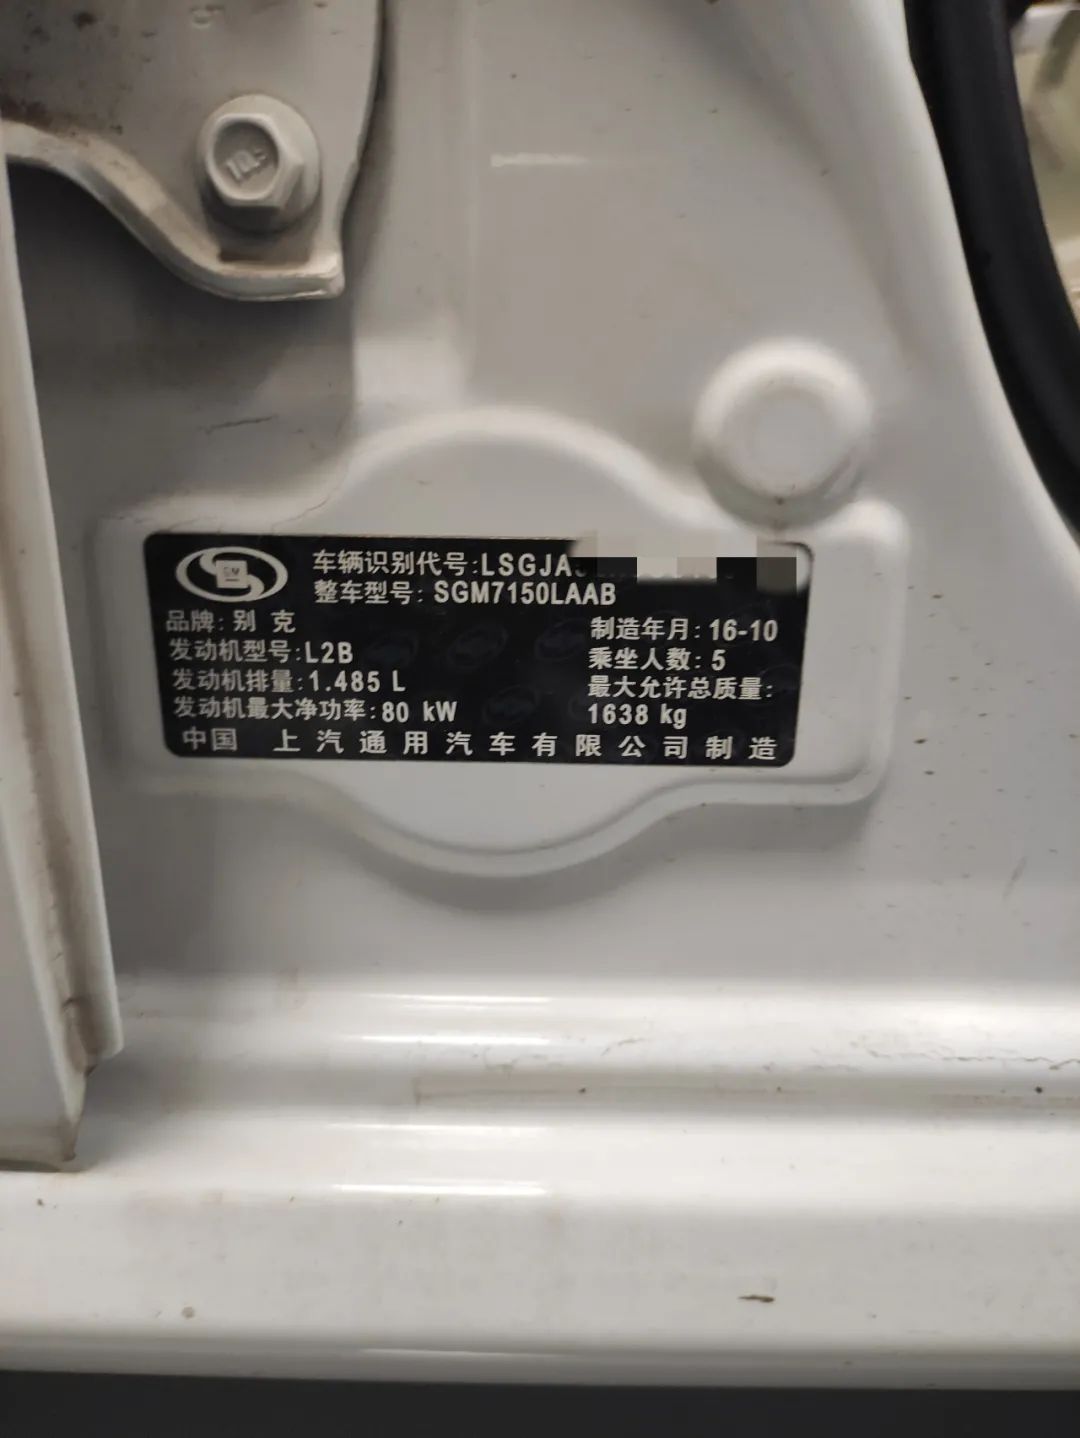 10.9
GM
车辆识别代号:LSGJA
整车型号: SGM7150LAAB
品牌: 别 克
制造年月: 16-10
发动机型号:L2B
乘坐人数: 5
发动机排量:1.485 L
最大允许总质量:
发动机最大净功率:80 kW
1638 kg
中国 上汽通用汽车有限公司制造